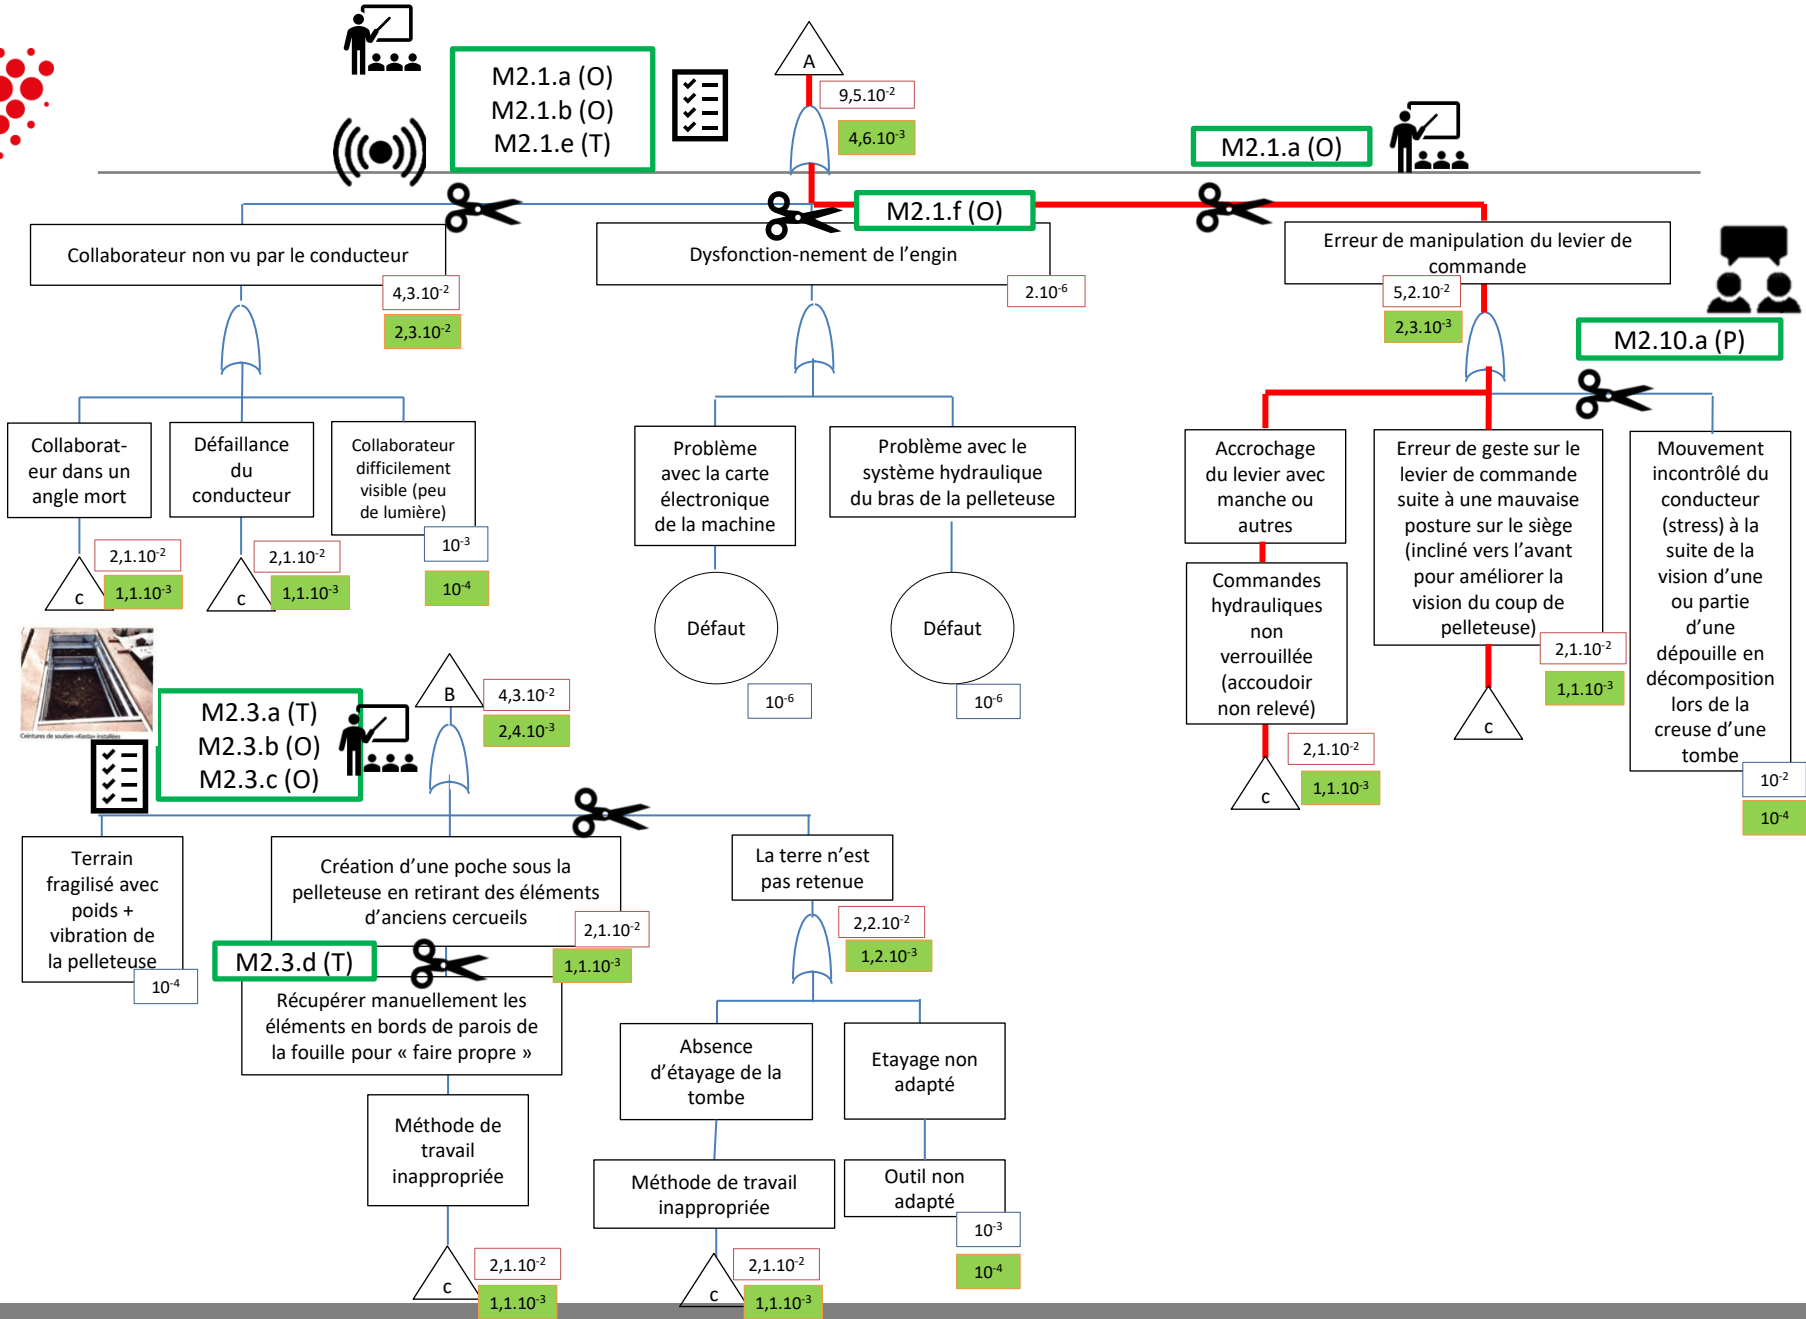 M2.1.a (O)
M2.1.b (O)
M2.1.e (T)
A
9,5.10-2
4,6.10-3
M2.1.a (O)
M2.1.f (O)
Collaborateur non vu par le conducteur
4,3.10-2
2,3.10-2
Dysfonction-nement de l'engin
2.10-6
Erreur de manipulation du levier de
commande
5,2.10-2
2,3.10-3
M2.10.a (P)
Collaborat-
eur dans un
angle mort
2,1.10-2
1,1.10-3
c
Défaillance
du
conducteur
2,1.10-2
1,1.10-3
c
Collaborateur
difficilement
visible (peu
de lumière)
10-3
10-4
Problème
avec la carte
électronique
de la machine
Défaut
10-6
Problème avec le
système hydraulique
du bras de la pelleteuse
Défaut
10-6
Accrochage
du levier avec
manche ou
autres
Commandes
hydrauliques
non
verrouillée
(accoudoir
non relevé)
2,1.10-2
1,1.10-3
c
Erreur de geste sur le
levier de commande
suite à une mauvaise
posture sur le siège
(incliné vers l'avant
pour améliorer la
vision du coup de
pelleteuse)
2,1.10-2
1,1.10-3
c
Mouvement
incontrôlé du
conducteur
(stress) à la
suite de la
vision d'une
ou partie
d'une
dépouille en
décomposition
lors de la
creuse d'une
tombe
10-2
10-4
Ceintures de soutien «Kiesta» installées
M2.3.a (T)
M2.3.b (O)
M2.3.c (O)
B
4,3.10-2
2,4.10-3
Terrain
fragilisé avec
poids +
vibration de
la pelleteuse
10-4
Création d'une poche sous la
pelleteuse en retirant des éléments
d'anciens cercueils
2,1.10-2
1,1.10-3
M2.3.d (T)
Récupérer manuellement les
éléments en bords de parois de
la fouille pour « faire propre »
Méthode de
travail
inappropriée
2,1.10-2
1,1.10-3
c
La terre n'est
pas retenue
2,2.10-2
1,2.10-3
Absence
d'étayage de la
tombe
Méthode de travail
inappropriée
2,1.10-2
1,1.10-3
c
Etayage non
adapté
Outil non
adapté
10-3
10-4